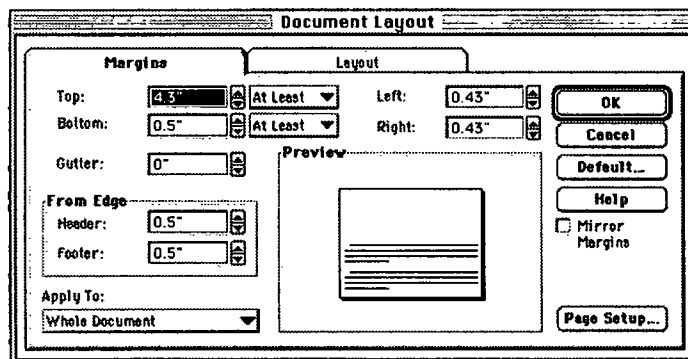 Document Layout
Margins
Layout
Top: 4.3" At Least
Bottom: 0.5" At Least
Left: 0.43"
Right: 0.43"
Gutter: 0"
Preview
From Edge
Header: 0.5"
Footer: 0.5"
Apply To:
Whole Document
OK
Cancel
Default...
Help
Mirror
Margins
Page Setup...